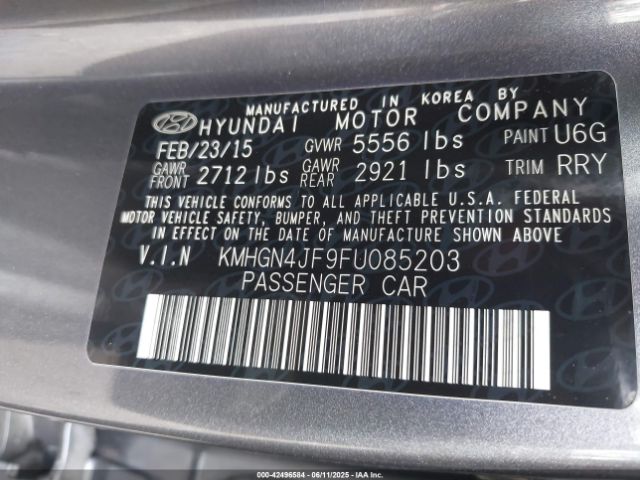 MANUFACTURED IN KOREA BY
HYUNDAI MOTOR COMPANY
FEB/23/15 GVWR 5556 lbs PAINT U6G
GAWR FRONT 2712 lbs GAWR REAR 2921 lbs TRIM RRY
THIS VEHICLE CONFORMS TO ALL APPLICABLE U.S.A. FEDERAL
MOTOR VEHICLE SAFETY, BUMPER, AND THEFT PREVENTION STANDARDS
IN EFFECT ON THE DATE OF MANUFACTURE SHOWN ABOVE.
V.I.N KMHGN4JF9FU085203
PASSENGER CAR
000-42496584 - 06/11/2025 - IAA Inc.